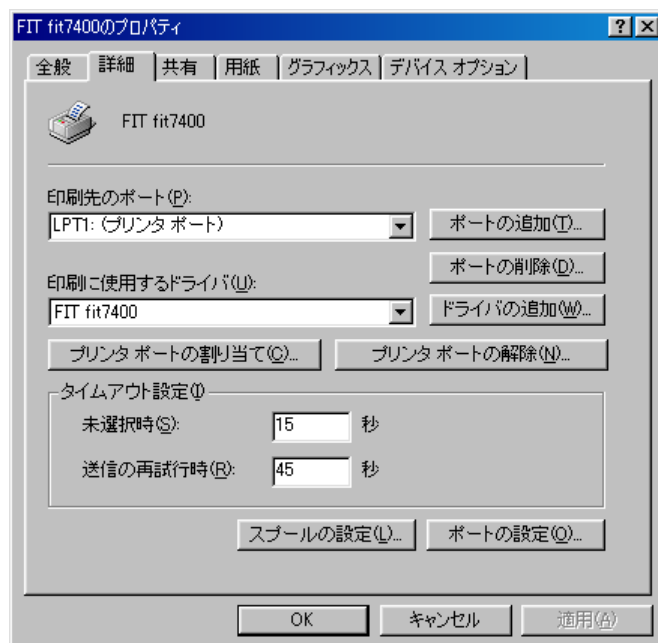 FIT fit7400のプロパティ
全般 詳細 共有 用紙 グラフィックス デバイス オプション
FIT fit7400
印刷先のポート(P):
LPT1: (プリンタ ポート) ポートの追加(T)...
ポートの削除(D)...
印刷に使用するドライバ(U):
FIT fit7400 ドライバの追加(W)...
プリンタ ポートの割り当て(C)... プリンタ ポートの解除(N)...
タイムアウト設定(I)
未選択時(S): 15 秒
送信の再試行時(R): 45 秒
スプールの設定(L)... ポートの設定(O)...
OK キャンセル 適用(A)